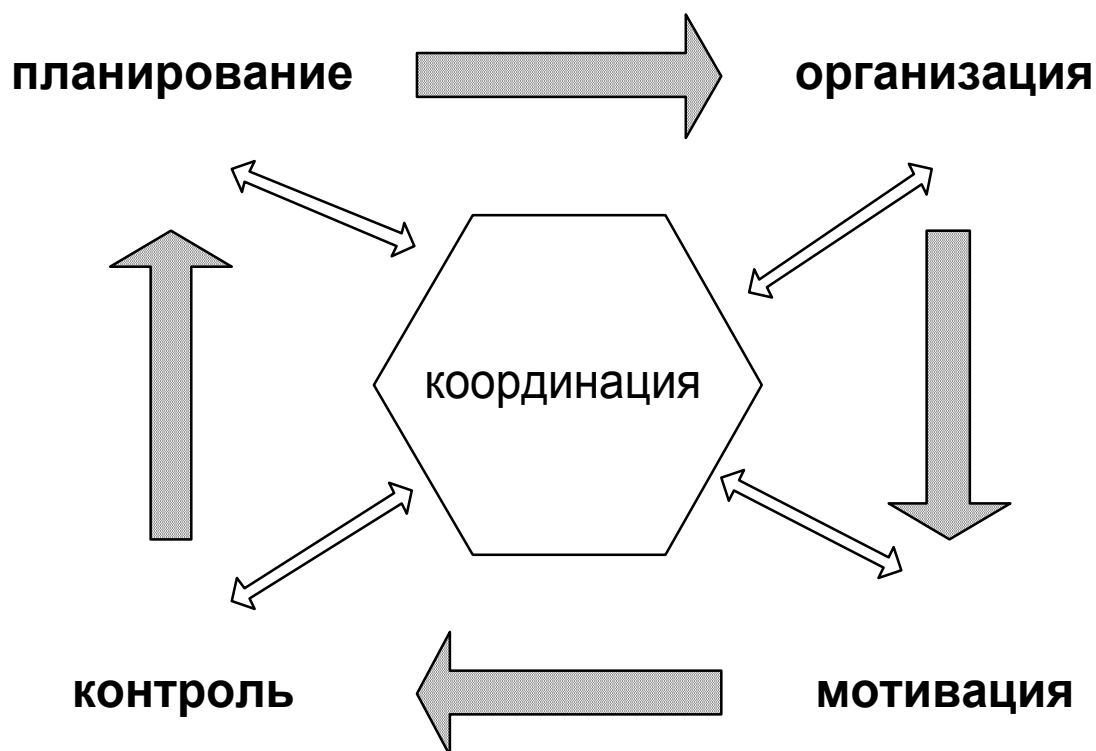 планирование
организация
координация
контроль
мотивация